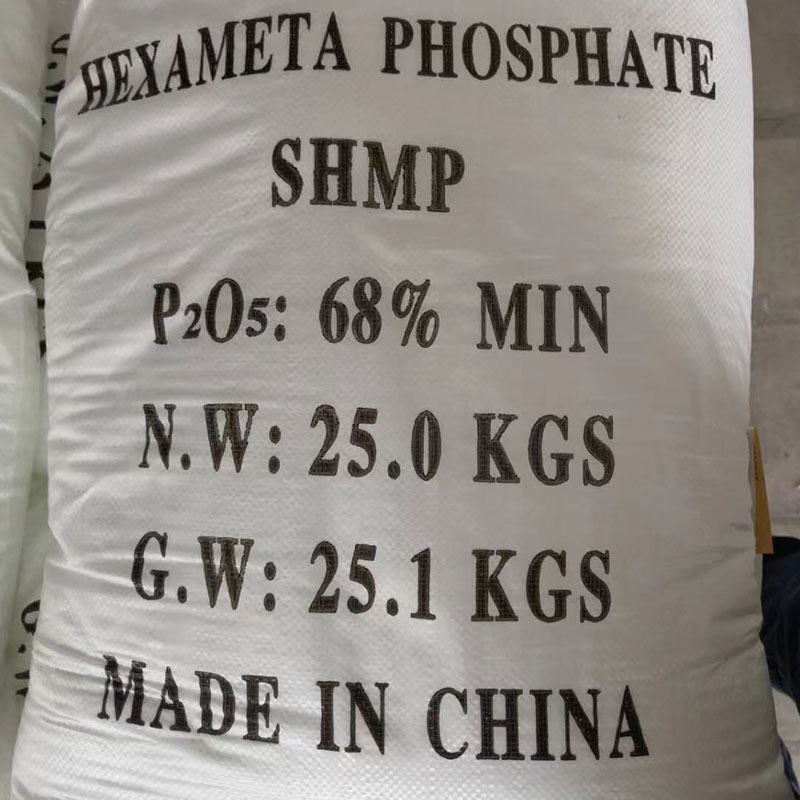 HEXAMETA PHOSPHATE
SHMP
P₂O₅: 68% MIN
N.W: 25.0 KGS
G.W: 25.1 KGS
MADE IN CHINA